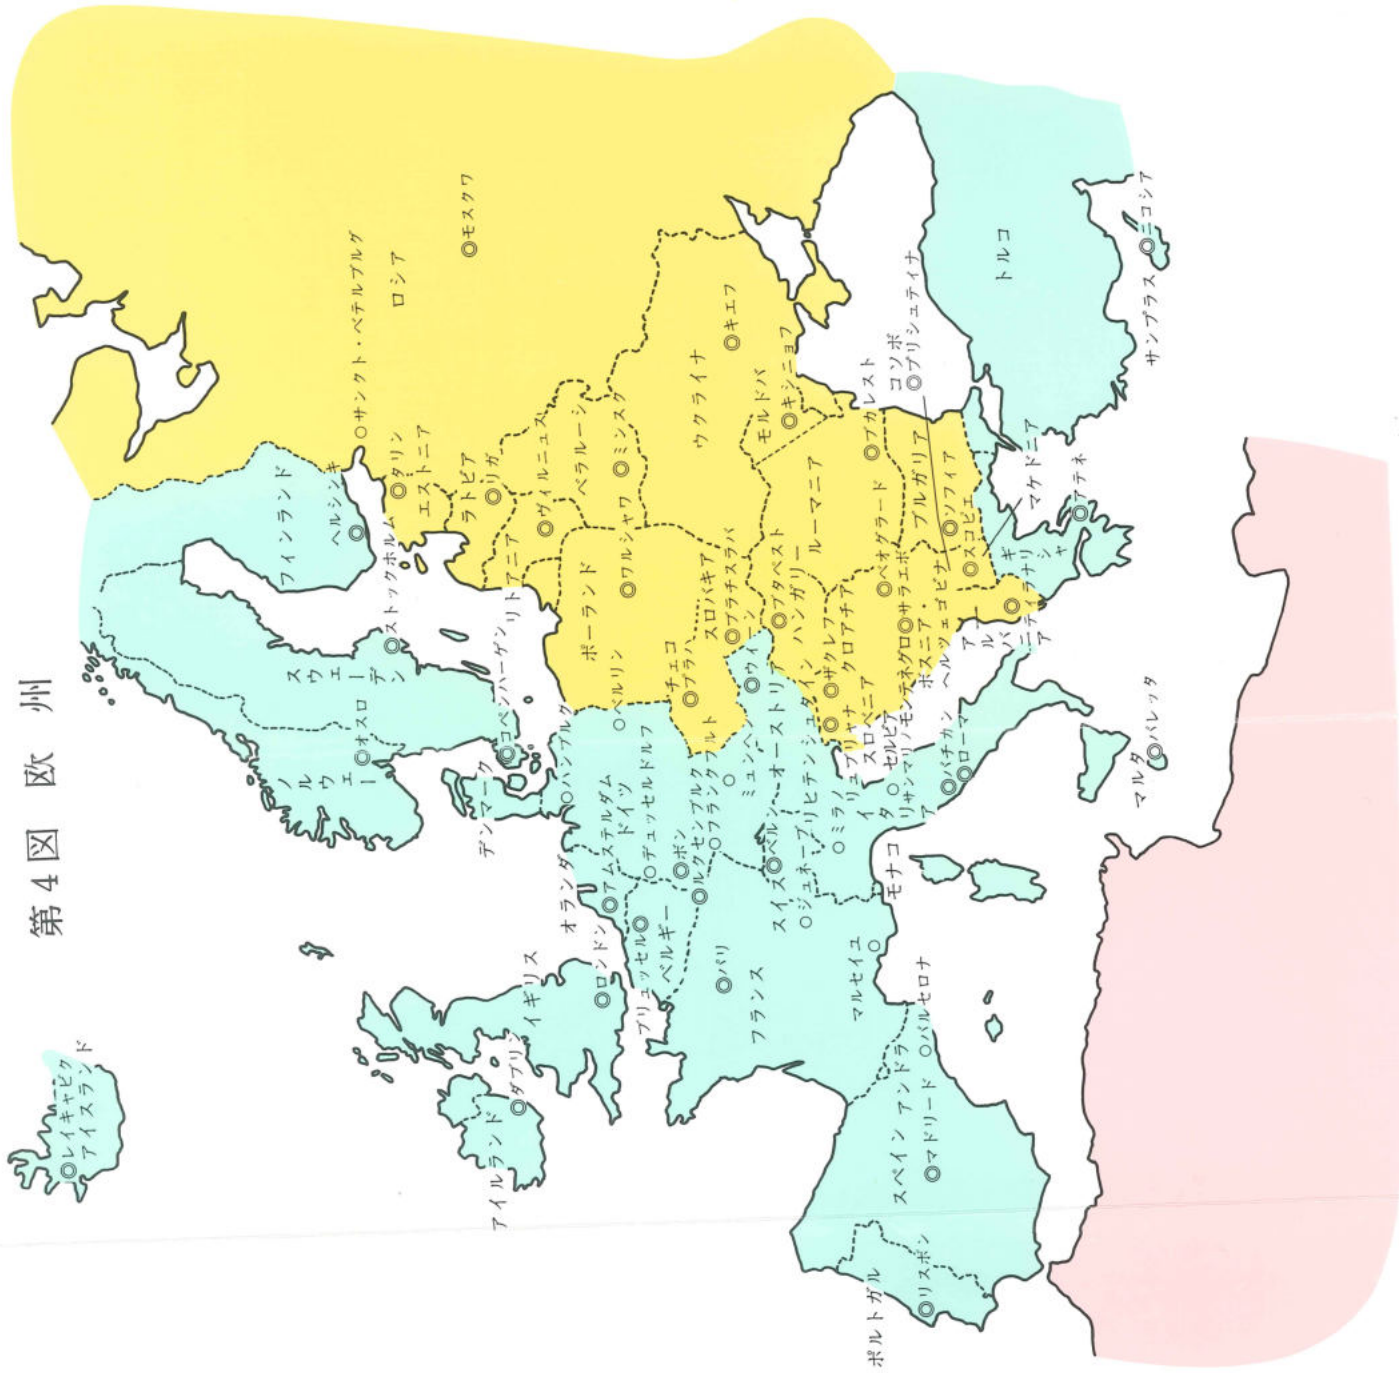 第4図 欧州
レイキャビク
アイスランド
アイルランド
ダブリン
イギリス
ロンドン
ノルウェー
オスロ
スウェーデン
ストックホルム
フィンランド
ヘルシンキ
サンクト・ペテルブルグ
ロシア
モスクワ
タリン
エストニア
ラトビア
リガ
リトアニア
ヴィルニュス
ベラルーシ
ミンスク
デンマーク
コペンハーゲン
ハンブルグ
オランダ
アムステルダム
ドイツ
ベルリン
デュッセルドルフ
ボン
ルクセンブルク
フランクフルト
ミュンヘン
ブリュッセル
ベルギー
パリ
フランス
マルセイユ
モナコ
スイス
ベルン
ジュネーブ
リヒテンシュタイン
オーストリア
ウィーン
ポーランド
ワルシャワ
チェコ
プラハ
スロバキア
ブラチスラバ
ハンガリー
ブタペスト
ウクライナ
キエフ
モルドバ
キシニョフ
ルーマニア
ブカレスト
ブルガリア
ソフィア
コソボ
プリシュティナ
ベオグラード
セルビア
モンテネグロ
サラエボ
ボスニア・ヘルツェゴビナ
クロアチア
ザグレブ
スロベニア
リュブリャナ
マケドニア
スコピエ
アルバニア
ティラナ
ギリシャ
アテネ
トルコ
サンプラス
ニコシア
イタリア
ミラノ
サンマリノ
バチカン
ローマ
マルタ
バレッタ
スペイン
アンドラ
バルセロナ
マドリード
ポルトガル
リスボン